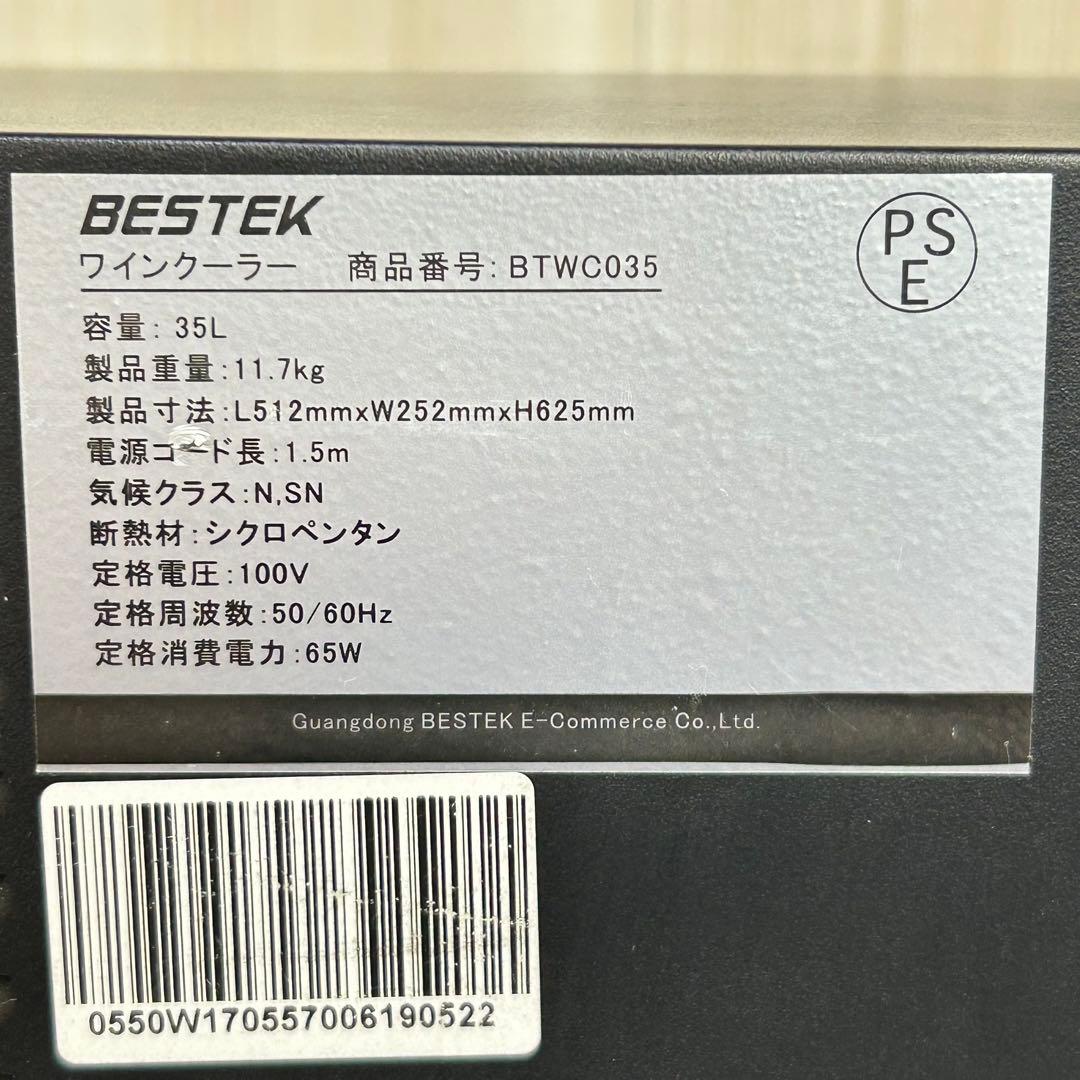 BESTEK
ワインクーラー 商品番号: BTWC035
PS
E
容量: 35L
製品重量:11.7kg
製品寸法:L512mmxW252mmxH625mm
電源コード長:1.5m
気候クラス:N,SN
断熱材:シクロペンタン
定格電圧:100V
定格周波数:50/60Hz
定格消費電力:65W
Guangdong BESTEK E-Commerce Co.,Ltd.
0550W170557006190522